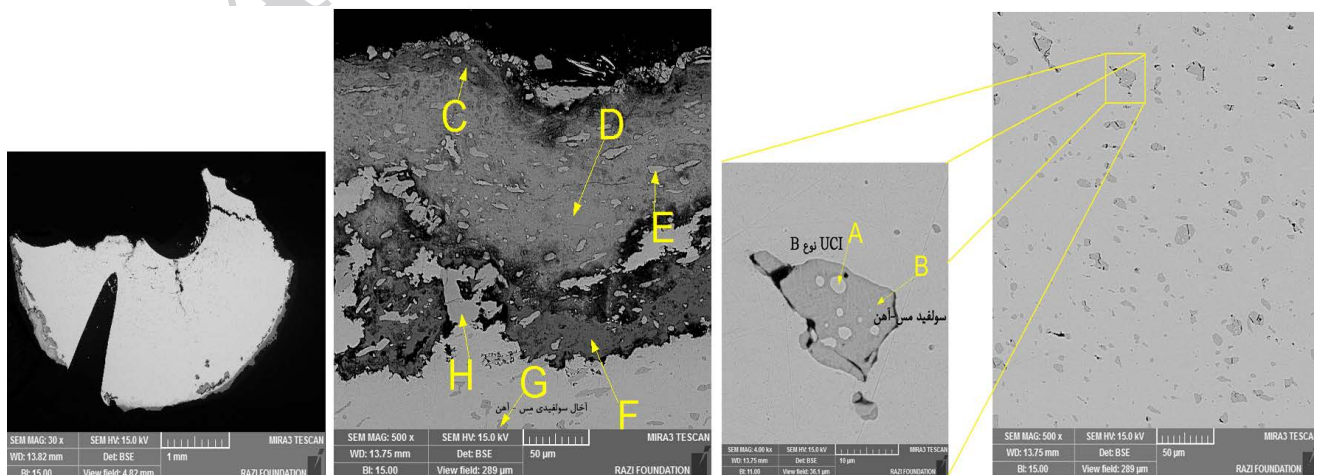 C
D
E
F
G
H
اخال سولفیدی مس - آهن
SEM MAG: 500 x
SEM HV: 15.0 kV
MIRA3 TESCAN
WD: 13.75 mm
Det: BSE
50 µm
BI: 15.00
View field: 289 µm
RAZI FOUNDATION
SEM MAG: 30 x
SEM HV: 15.0 kV
MIRA3 TESCAN
WD: 13.82 mm
Det: BSE
1 mm
BI: 15.00
View field: 4.82 mm
RAZI FOUNDATION
A
B
UCI نوع B
سولفید مس-آهن
SEM MAG: 4.00 kx
SEM HV: 15.0 kV
MIRA3 TESCAN
WD: 13.75 mm
Det: BSE
10 µm
BI: 11.00
View field: 36.1 µm
RAZI FOUNDATION
SEM MAG: 500 x
SEM HV: 15.0 kV
MIRA3 TESCAN
WD: 13.75 mm
Det: BSE
50 µm
BI: 15.00
View field: 289 µm
RAZI FOUNDATION